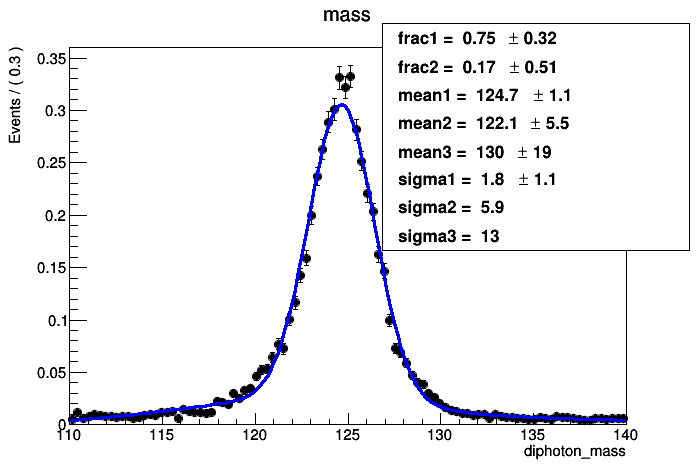 mass
frac1 = 0.75 ± 0.32
frac2 = 0.17 ± 0.51
mean1 = 124.7 ± 1.1
mean2 = 122.1 ± 5.5
mean3 = 130 ± 19
sigma1 = 1.8 ± 1.1
sigma2 = 5.9
sigma3 = 13
Events / ( 0.3 )
0.35
0.3
0.25
0.2
0.15
0.1
0.05
0
110 115 120 125 130 135 140
diphoton_mass